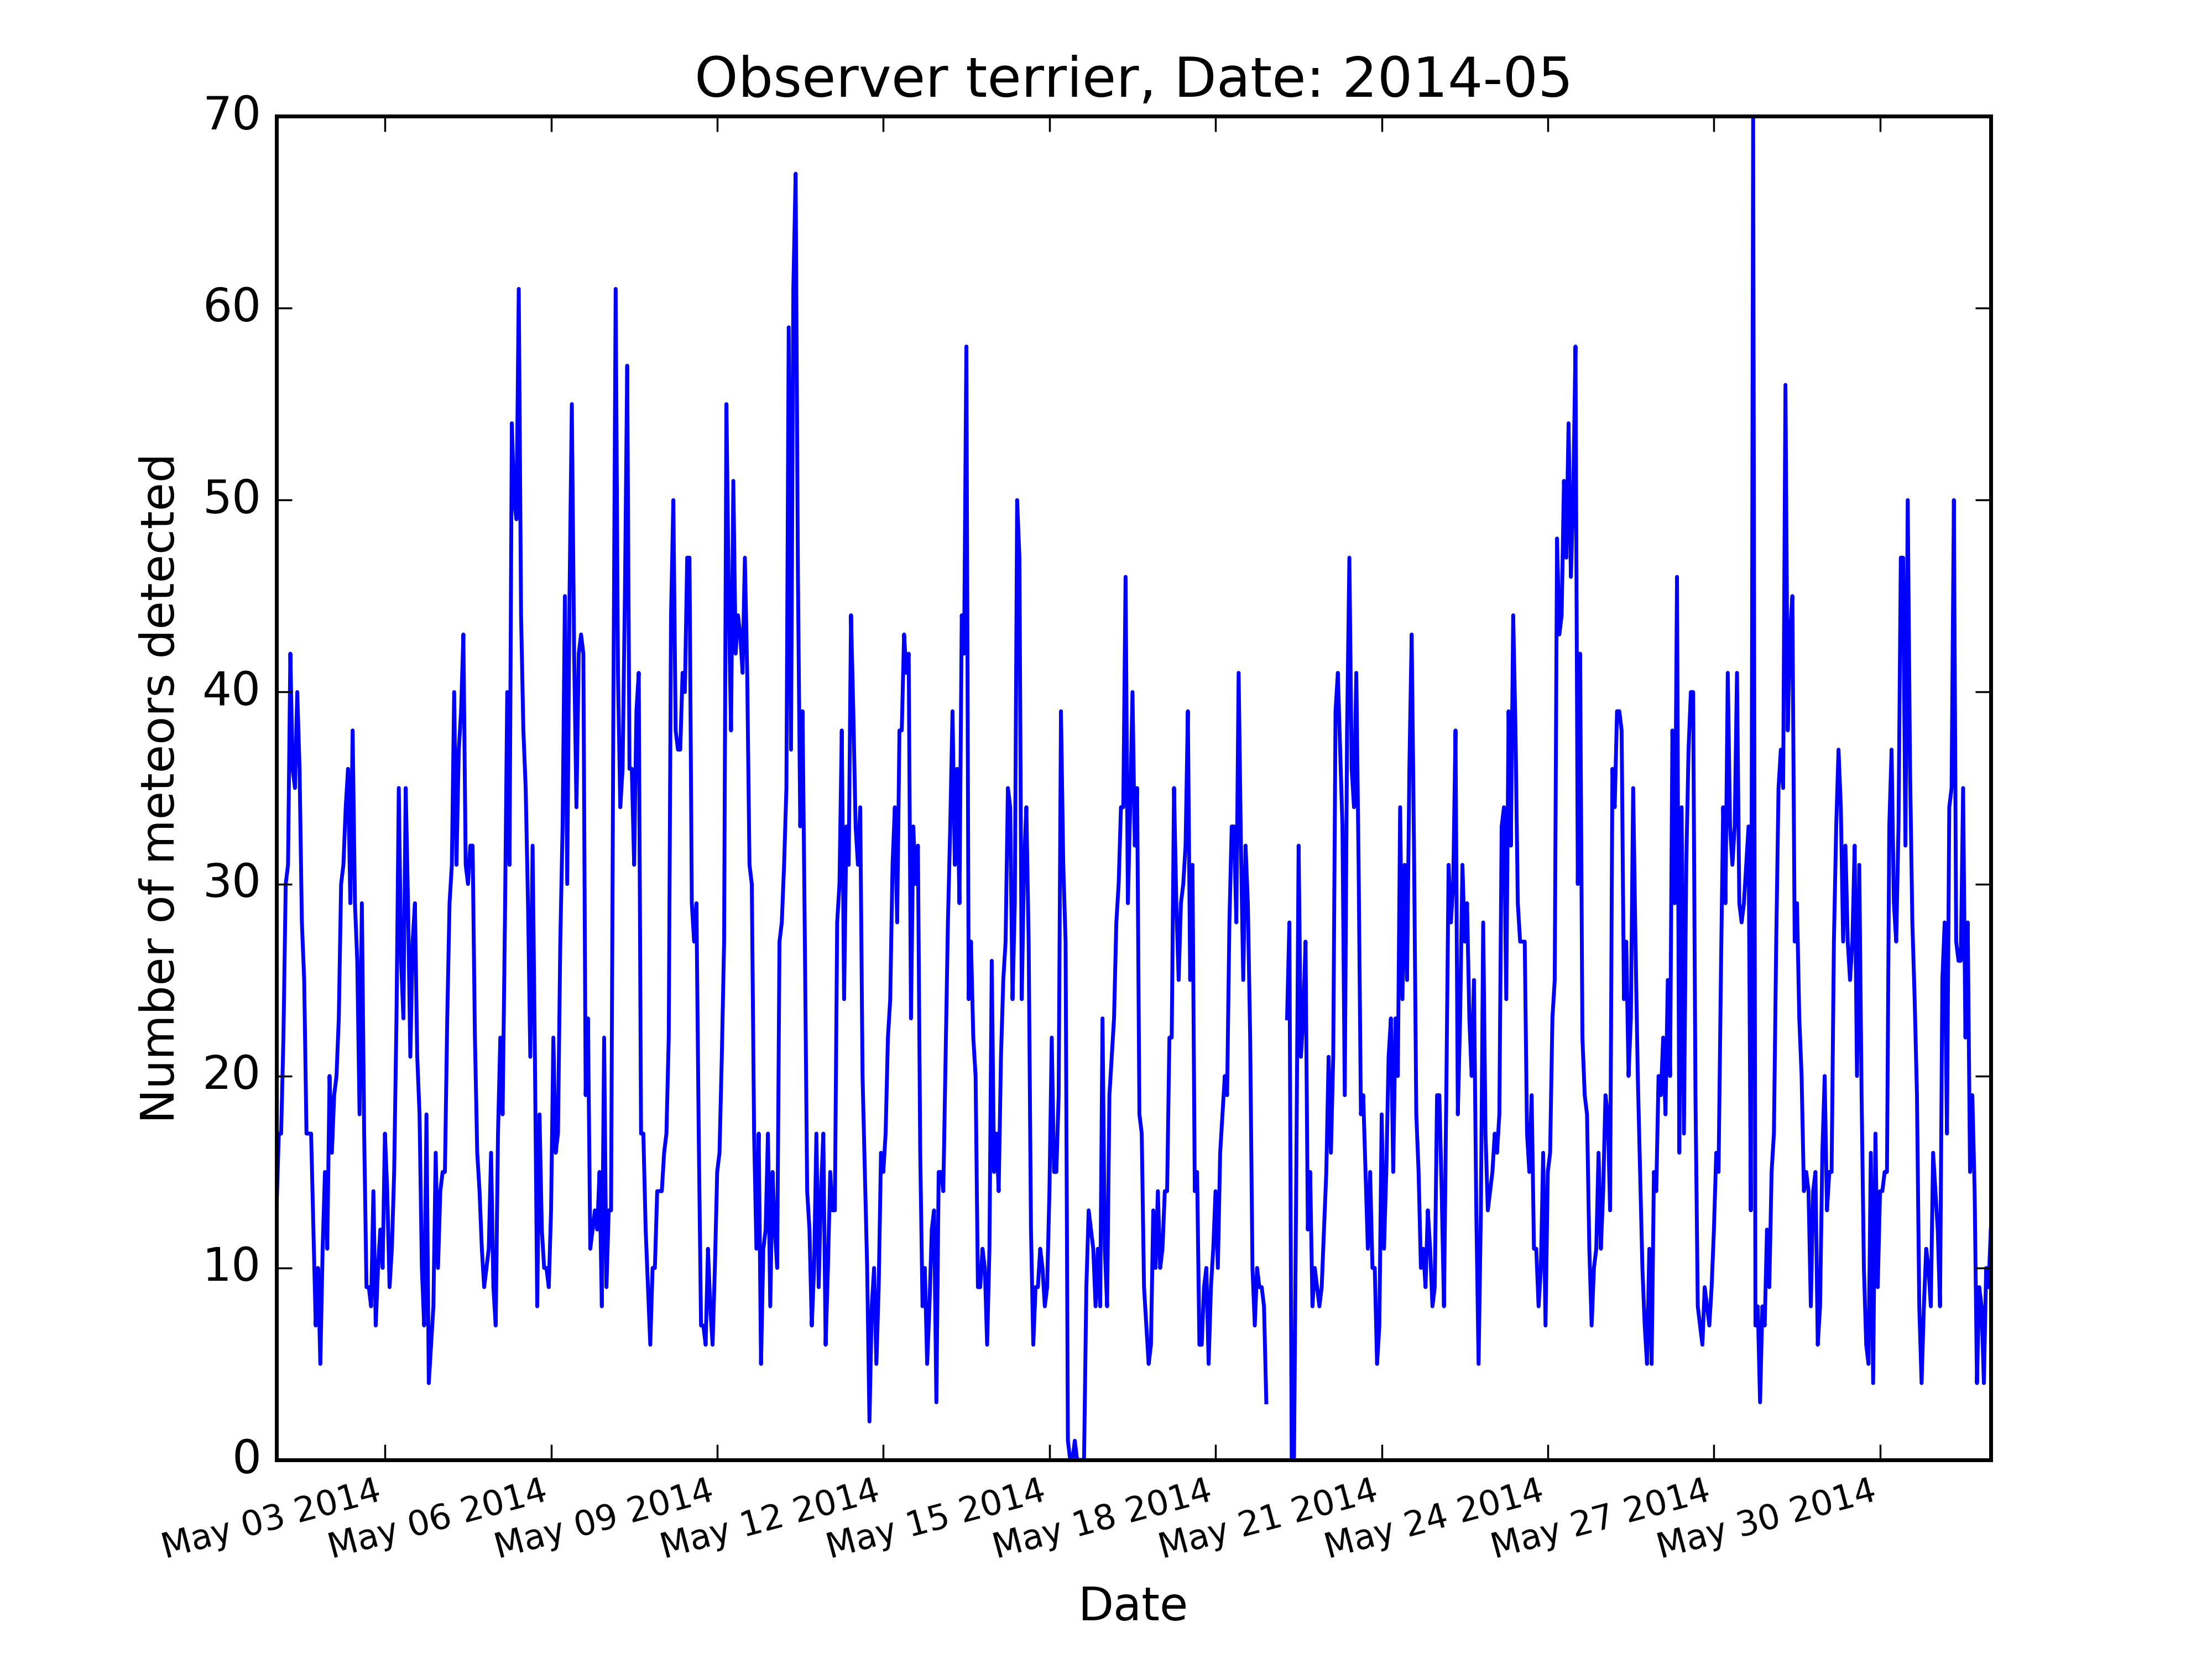 Observer terrier, Date: 2014-05
Number of meteors detected
70
60
50
40
30
20
10
0
May 03 2014
May 06 2014
May 09 2014
May 12 2014
May 15 2014
May 18 2014
May 21 2014
May 24 2014
May 27 2014
May 30 2014
Date